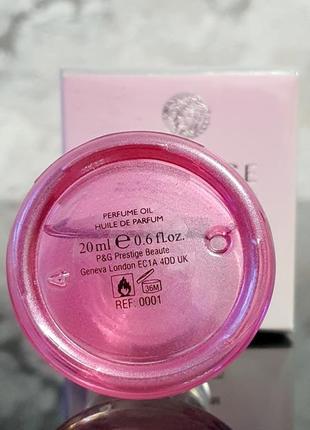 PERFUME OIL
HUILE DE PARFUM
20ml e 0.6 fl.oz.
P&G Prestige Beaute
Geneva London EC1A 4DD UK
36M
REF. 0001
4